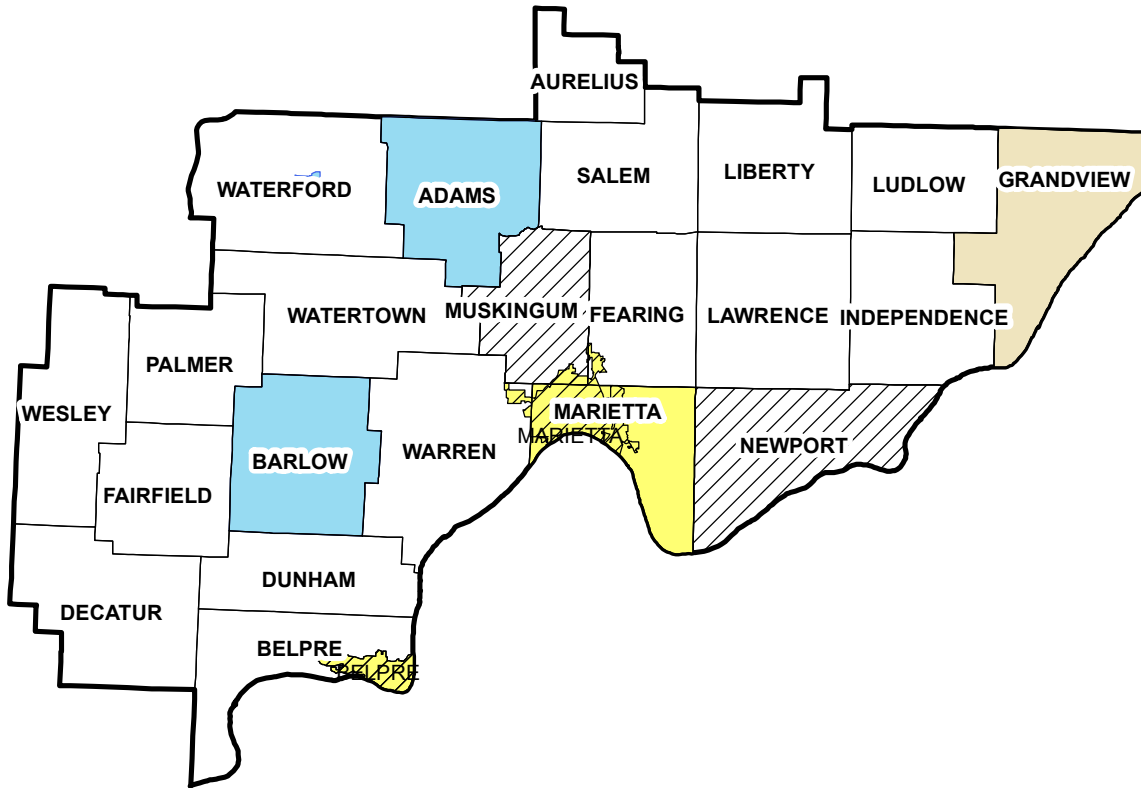 AURELIUS
SALEM
LIBERTY
LUDLOW
GRANDVIEW
WATERFORD
ADAMS
WATERTOWN
MUSKINGUM
FEARING
LAWRENCE
INDEPENDENCE
PALMER
WESLEY
MARIETTA
MARIETTA
NEWPORT
BARLOW
WARREN
FAIRFIELD
DUNHAM
DECATUR
BELPRE
BELPRE